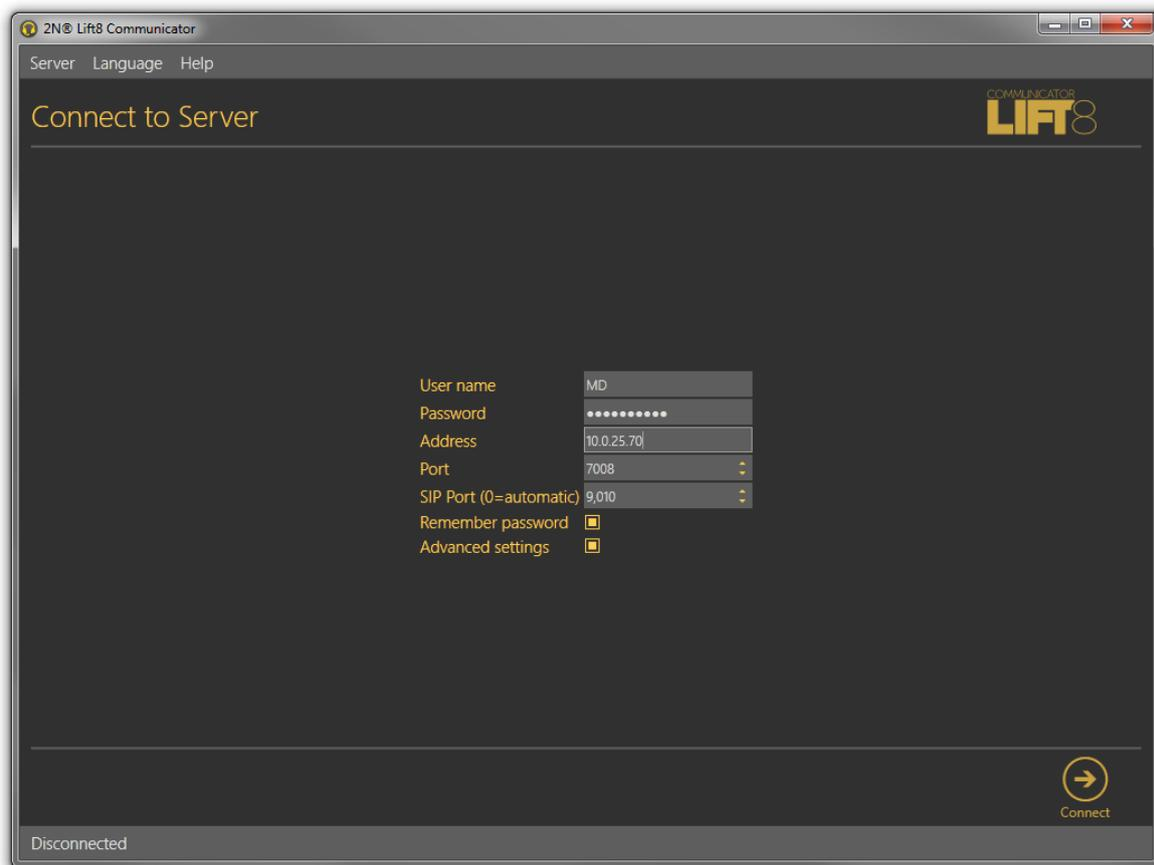 2N® Lift8 Communicator
Server Language Help
Connect to Server
COMMUNICATOR
LIFT8
User name MD
Password ●●●●●●●●●●
Address 10.0.25.70
Port 7008
SIP Port (0=automatic) 9,010
Remember password
Advanced settings
Connect
Disconnected